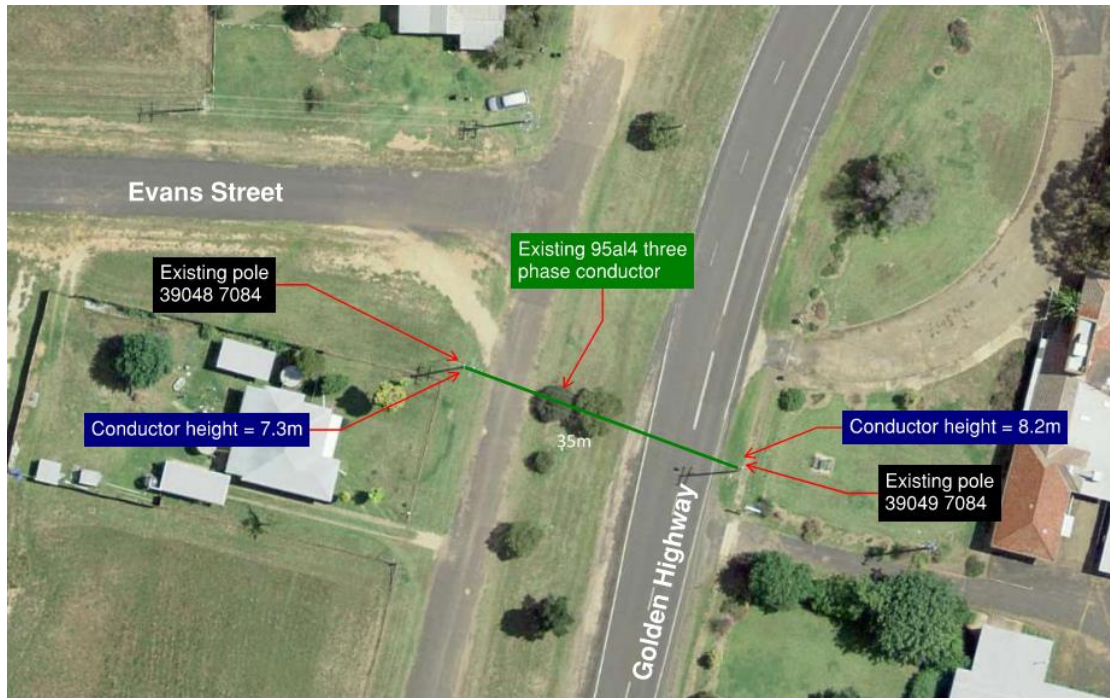 Evans Street
Existing 95al4 three
phase conductor
Existing pole
39048 7084
Conductor height = 7.3m
35m
Conductor height = 8.2m
Existing pole
39049 7084
Golden Highway